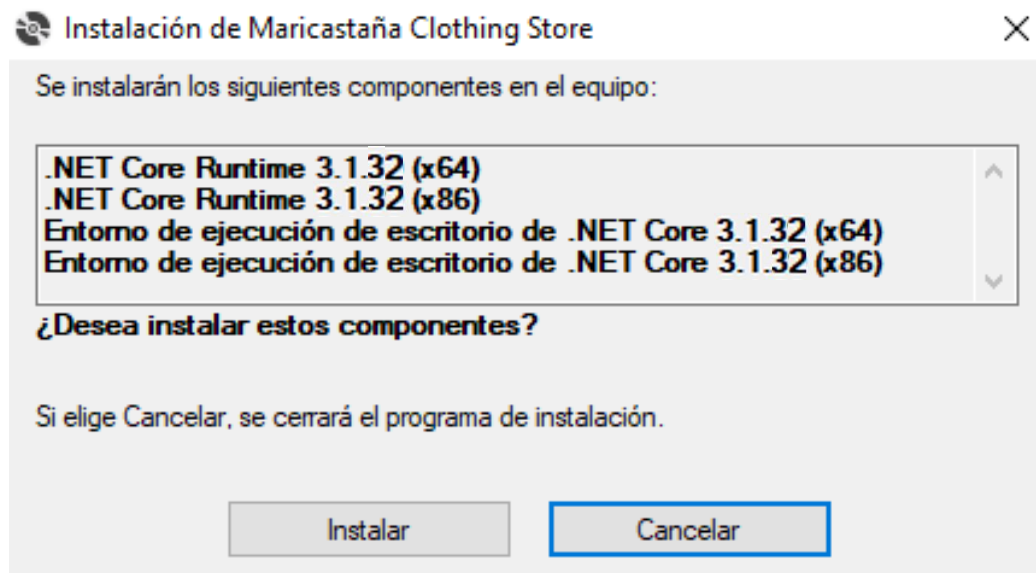 Instalación de Maricastaña Clothing Store
Se instalarán los siguientes componentes en el equipo:
.NET Core Runtime 3.1.32 (x64)
.NET Core Runtime 3.1.32 (x86)
Entorno de ejecución de escritorio de .NET Core 3.1.32 (x64)
Entorno de ejecución de escritorio de .NET Core 3.1.32 (x86)
¿Desea instalar estos componentes?
Si elige Cancelar, se cerrará el programa de instalación.
Instalar
Cancelar